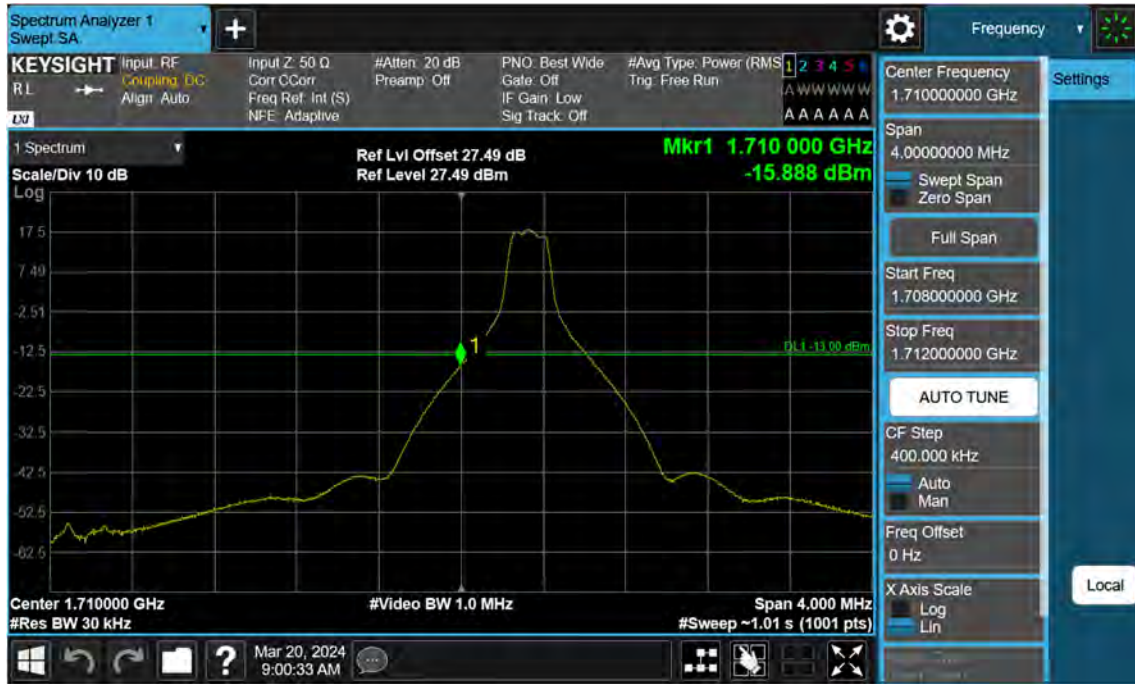 Spectrum Analyzer 1
Swept SA
+
Frequency
KEYSIGHT
RL
LXI
Input: RF
Coupling: DC
Align: Auto
Input Z: 50 Ω
Corr CCorr
Freq Ref: Int (S)
NFE: Adaptive
#Atten: 20 dB
Preamp: Off
PNO: Best Wide
Gate: Off
IF Gain: Low
Sig Track: Off
#Avg Type: Power (RMS
Trig: Free Run
1 2 3 4 5 6
A W W W W W
A A A A A A
1 Spectrum
Scale/Div 10 dB
Log
Ref Lvl Offset 27.49 dB
Ref Level 27.49 dBm
Mkr1 1.710 000 GHz
-15.888 dBm
17.5
7.49
-2.51
-12.5
-22.5
-32.5
-42.5
-52.5
-62.5
1
DL1 -13.00 dBm
Center 1.710000 GHz
#Res BW 30 kHz
#Video BW 1.0 MHz
Span 4.000 MHz
#Sweep ~1.01 s (1001 pts)
Center Frequency
1.710000000 GHz
Span
4.00000000 MHz
Swept Span
Zero Span
Full Span
Start Freq
1.708000000 GHz
Stop Freq
1.712000000 GHz
AUTO TUNE
CF Step
400.000 kHz
Auto
Man
Freq Offset
0 Hz
X Axis Scale
Log
Lin
Settings
Local
?
Mar 20, 2024
9:00:33 AM